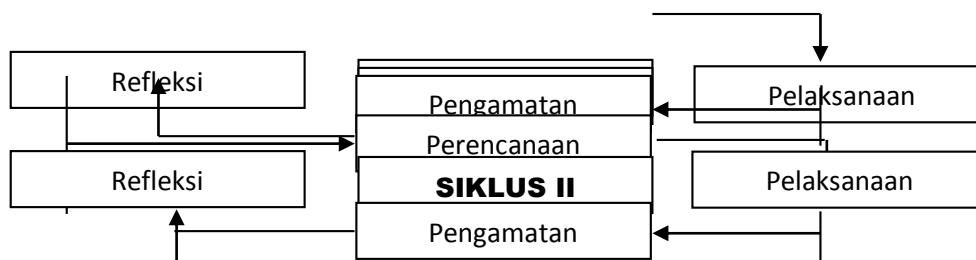 Refleksi
Pengamatan
Pelaksanaan
Perencanaan
Refleksi
SIKLUS II
Pelaksanaan
Pengamatan